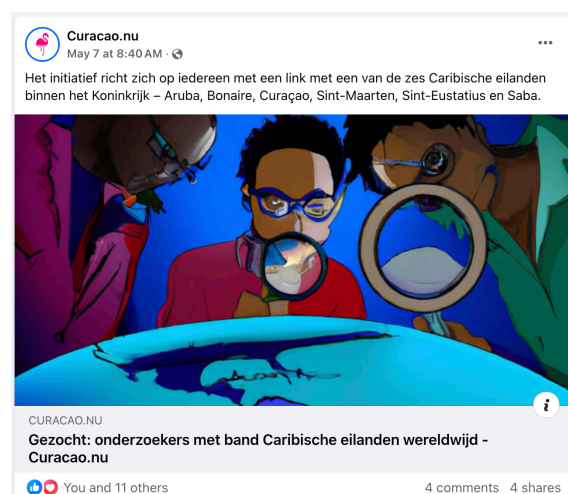 Curacao.nu
May 7 at 8:40 AM ·
Het initiatief richt zich op iedereen met een link met een van de zes Caribische eilanden
binnen het Koninkrijk – Aruba, Bonaire, Curaçao, Sint-Maarten, Sint-Eustatius en Saba.
CURACAO.NU
Gezocht: onderzoekers met band Caribische eilanden wereldwijd -
Curacao.nu
You and 11 others
4 comments 4 shares